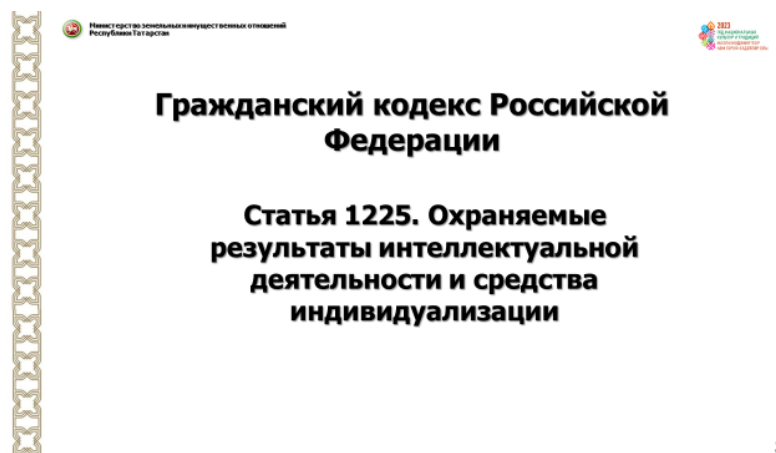 Министерство земельных и имущественных отношений
Республики Татарстан
2023
Гражданский кодекс Российской
Федерации
Статья 1225. Охраняемые
результаты интеллектуальной
деятельности и средства
индивидуализации